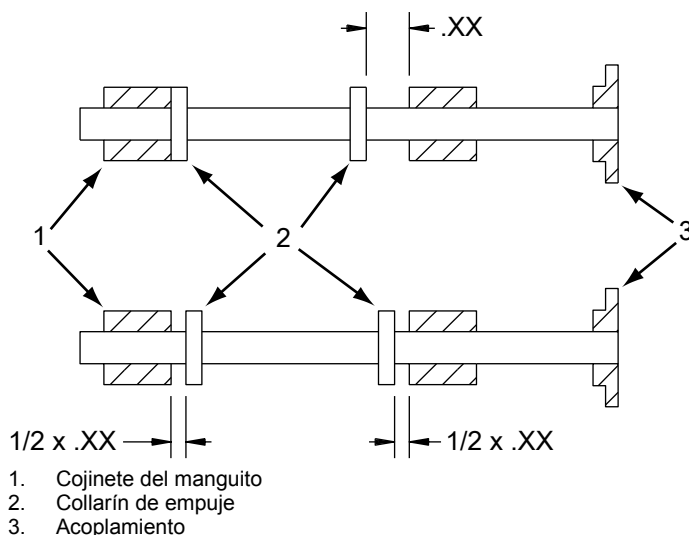 .XX
1
2
3
1/2 x .XX
1/2 x .XX
1. Cojinete del manguito
2. Collarín de empuje
3. Acoplamiento